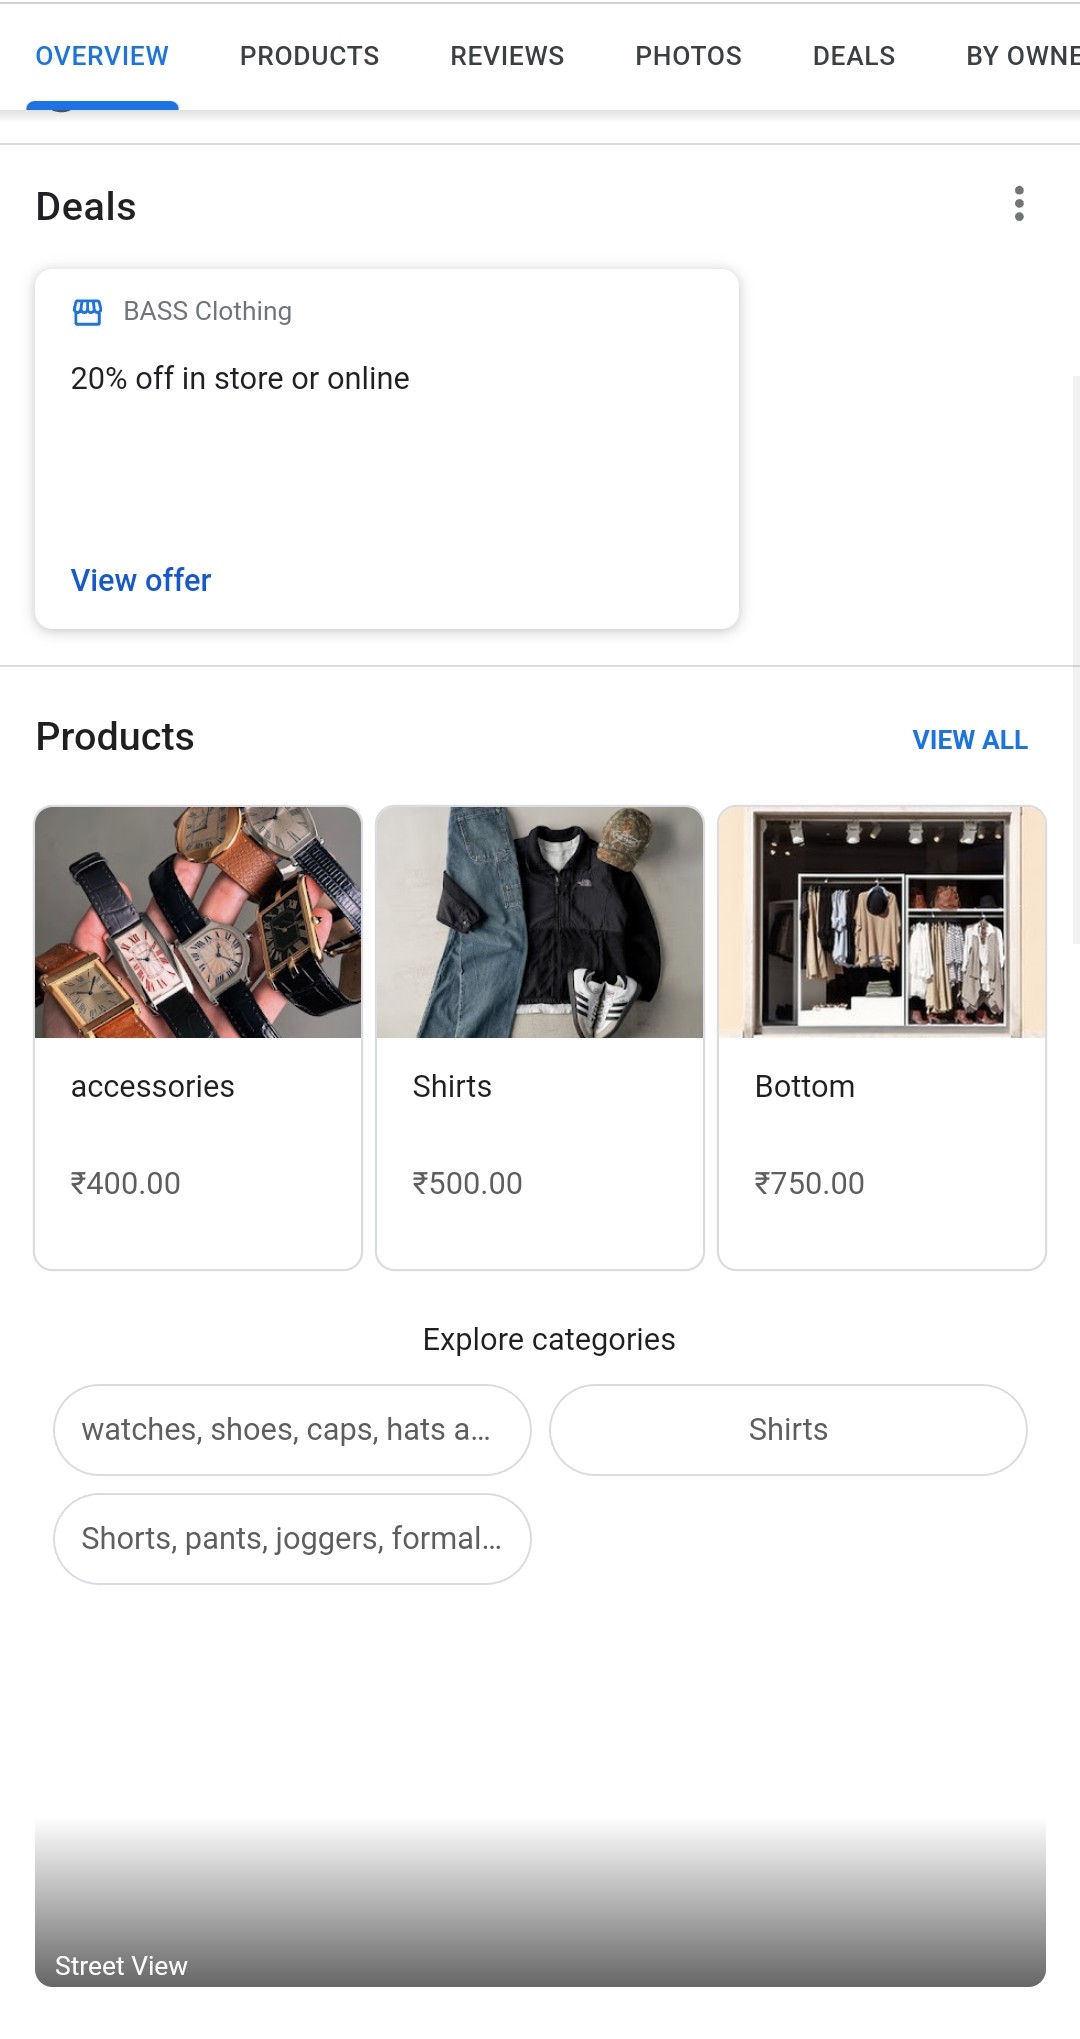 OVERVIEW PRODUCTS REVIEWS PHOTOS DEALS BY OWNE
Deals
BASS Clothing
20% off in store or online
View offer
Products
VIEW ALL
accessories
₹400.00
Shirts
₹500.00
Bottom
₹750.00
Explore categories
watches, shoes, caps, hats a...
Shirts
Shorts, pants, joggers, formal...
Street View